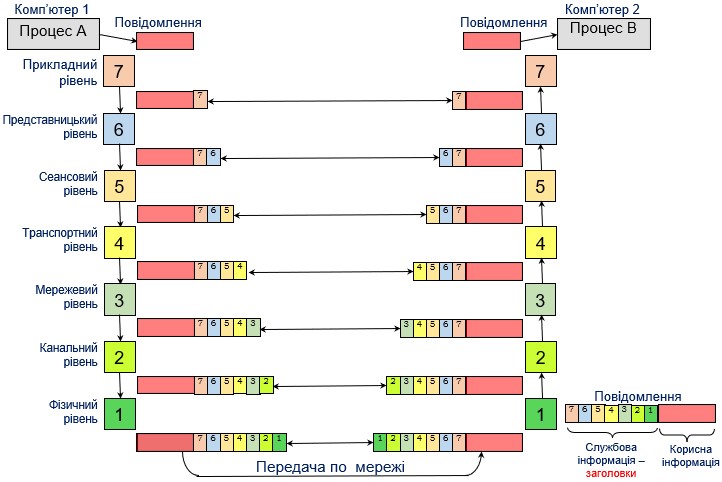 Комп’ютер 1
Повідомлення
Повідомлення
Комп’ютер 2
Процес А
Процес В
Прикладний
рівень
7
7
7
7
Представницький
рівень
6
6
7 6
6 7
Сеансовий
рівень
5
5
7 6 5
5 6 7
Транспортний
рівень
4
4
7 6 5 4
4 5 6 7
Мережевий
рівень
3
3
7 6 5 4 3
3 4 5 6 7
Канальний
рівень
2
2
7 6 5 4 3 2
2 3 4 5 6 7
Фізичний
рівень
1
1
7 6 5 4 3 2 1
1 2 3 4 5 6 7
Передача по мережі
Повідомлення
7 6 5 4 3 2 1
Службова
інформація –
заголовки
Корисна
інформація